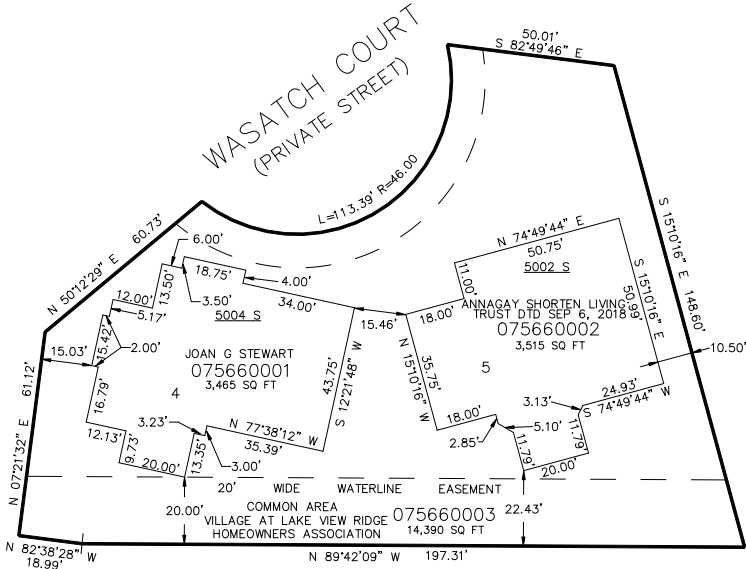 50.01'
S 82°49'46" E
WASATCH COURT
(PRIVATE STREET)
L=113.39' R=46.00
60.73'
N 50°12'29" E
S 15°10'16" E 148.60'
N 74°49'44" E
50.75'
5002 S
S 15°10'16" E
50.99'
11.00'
18.00'
ANNAGAY SHORTEN LIVING
TRUST DTD SEP 6, 2018
075660002
3,515 SQ FT
5
15.46'
6.00'
18.75'
4.00'
3.50'
13.50'
34.00'
12.00'
5.17'
5004 S
15.42'
2.00'
15.03'
JOAN G STEWART
075660001
3,465 SQ FT
4
43.75'
S 12°21'48" W
N 15°10'16" W
35.75'
10.50'
61.12'
N 07°21'32" E
16.79'
12.13'
9.73'
20.00'
3.23'
13.35'
3.00'
N 77°38'12" W
35.39'
18.00'
2.85'
5.10'
11.79'
20.00'
11.79'
3.13'
24.93'
S 74°49'44" W
20' WIDE WATERLINE EASEMENT
20.00'
COMMON AREA
VILLAGE AT LAKE VIEW RIDGE
HOMEOWNERS ASSOCIATION
075660003
14,390 SQ FT
22.43'
N 82°38'28" W
18.99'
N 89°42'09" W 197.31'